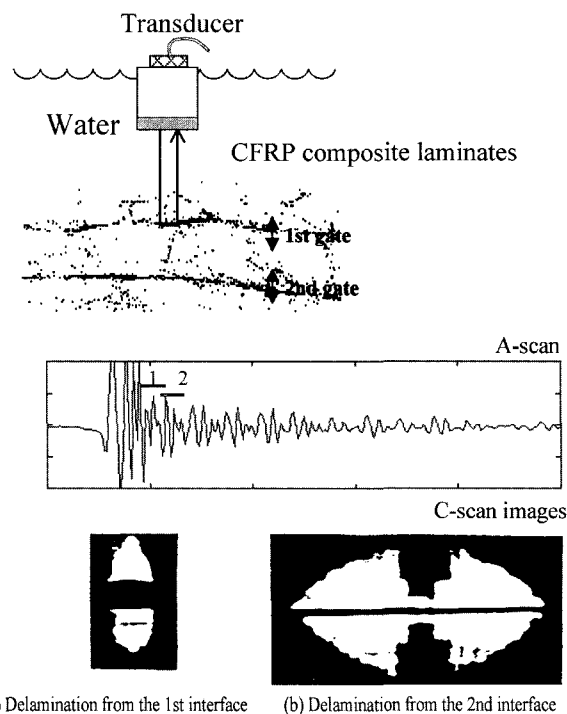 Transducer
Water
CFRP composite laminates
1st gate
2nd gate
A-scan
1 2
C-scan images
) Delamination from the 1st interface (b) Delamination from the 2nd interface